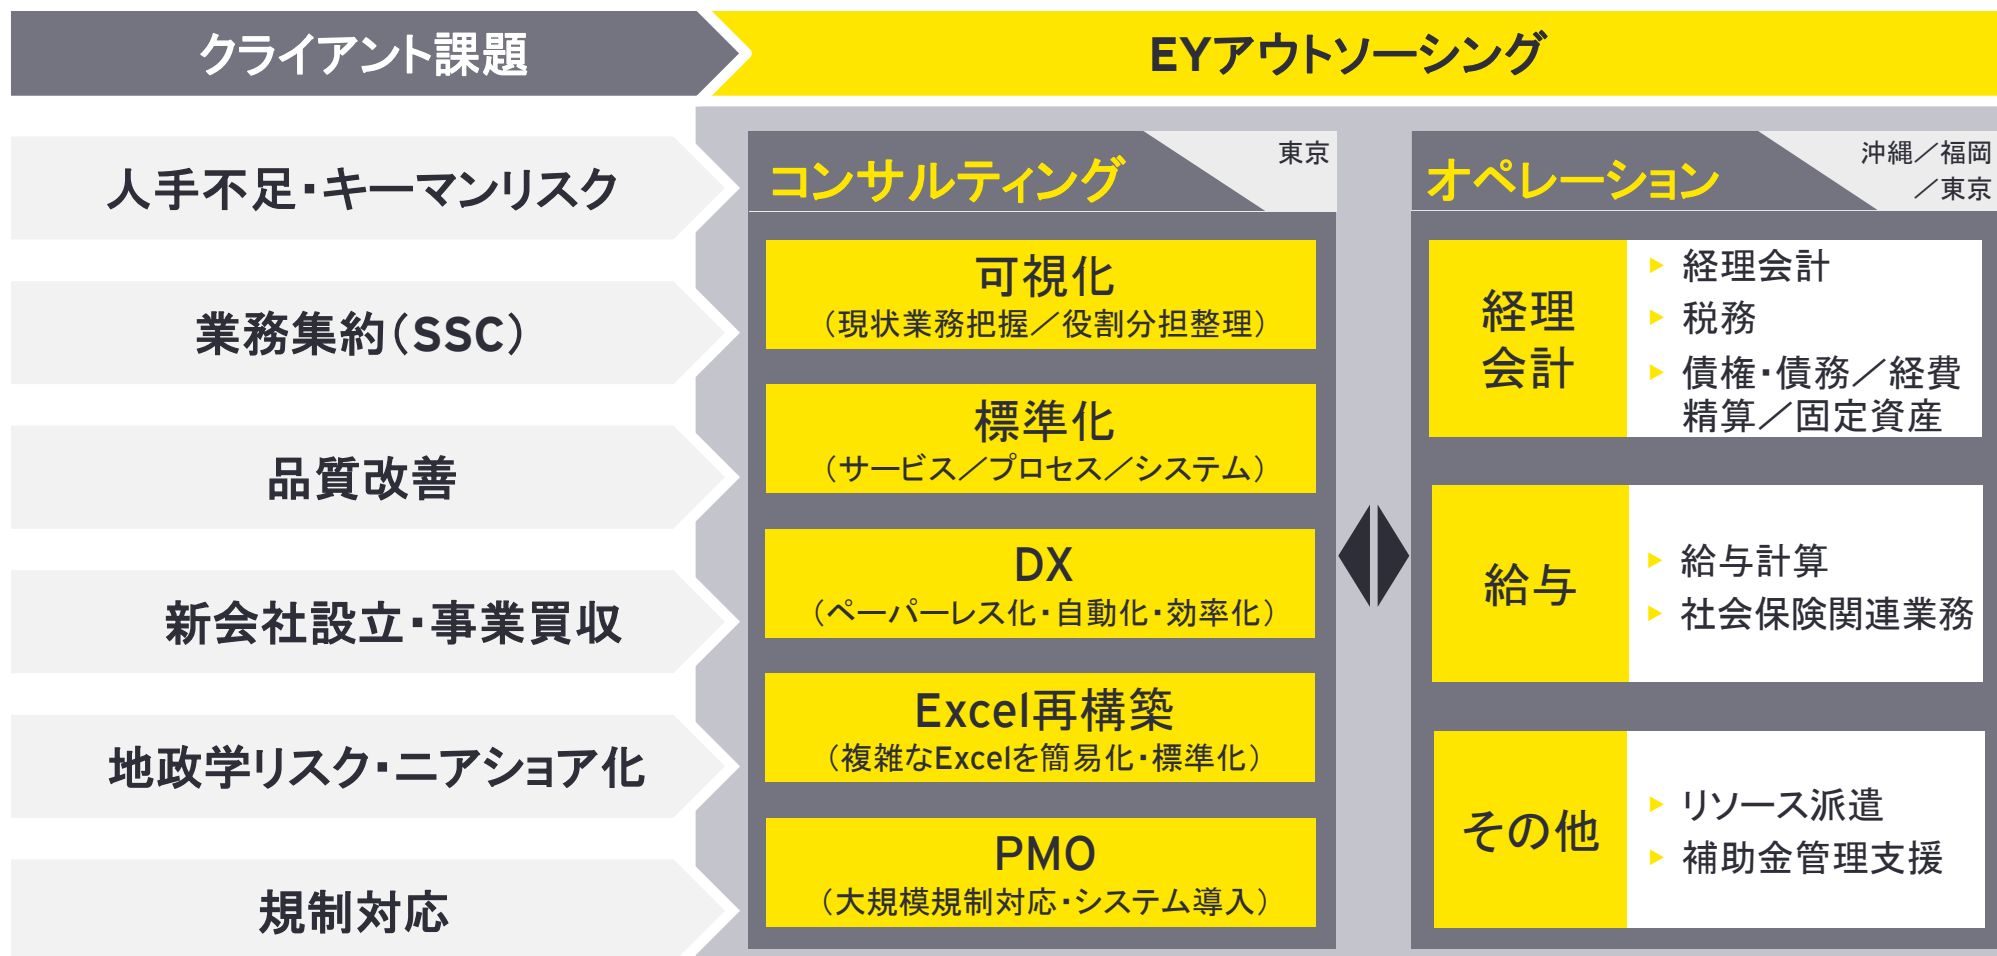 クライアント課題
EYアウトソーシング
人手不足・キーマンリスク
業務集約（SSC）
品質改善
新会社設立・事業買収
地政学リスク・ニアショア化
規制対応
コンサルティング
東京
可視化
（現状業務把握／役割分担整理）
標準化
（サービス／プロセス／システム）
DX
（ペーパーレス化・自動化・効率化）
Excel再構築
（複雑なExcelを簡易化・標準化）
PMO
（大規模規制対応・システム導入）
オペレーション
沖縄／福岡
／東京
経理
会計
経理会計
税務
債権・債務／経費
精算／固定資産
給与
給与計算
社会保険関連業務
その他
リソース派遣
補助金管理支援